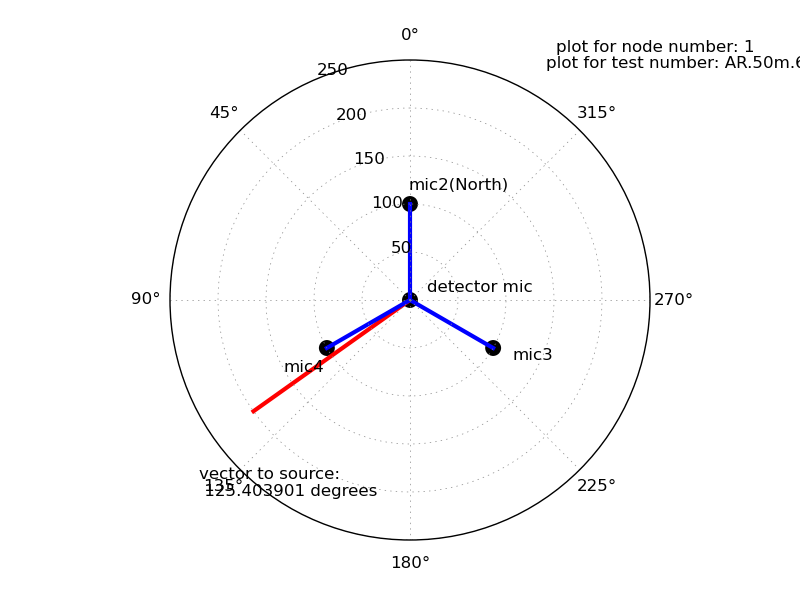 0°
plot for node number: 1
plot for test number: AR.50m.6
250
45°
315°
200
150
mic2(North)
100
50
detector mic
90°
270°
mic3
mic4
vector to source:
135°
125.403901 degrees
225°
180°